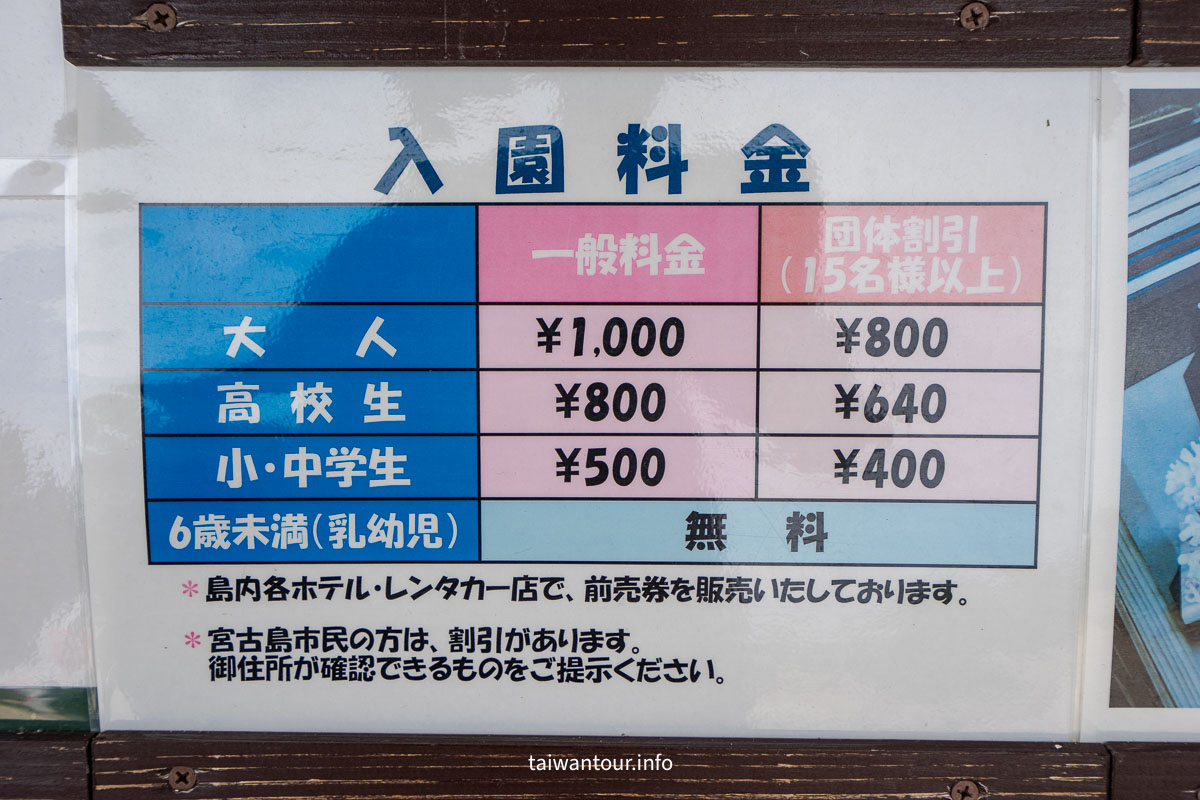 入園料金
一般料金 団体割引
(15名様以上)
大人 ¥1,000 ¥800
高校生 ¥800 ¥640
小・中学生 ¥500 ¥400
6歳未満(乳幼児) 無料
*島内各ホテル・レンタカー店で、前売券を販売いたしております。
*宮古島市民の方は、割引があります。
御住所が確認できるものをご提示ください。
taiwantour.info